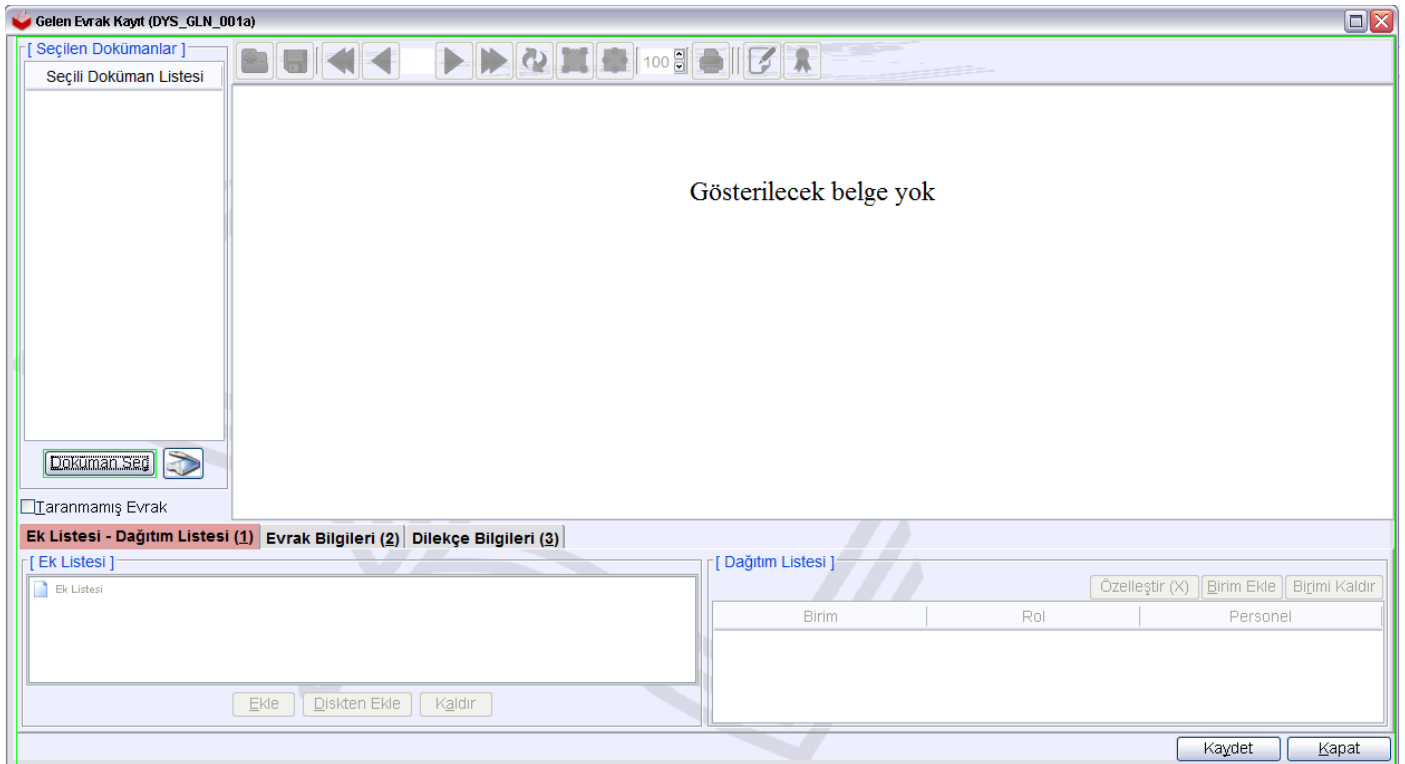 Gelen Evrak Kayıt (DYS_GLN_001a)
[ Seçilen Dokümanlar ]
Seçili Doküman Listesi
100
Gösterilecek belge yok
Doküman Seç
Taranmamış Evrak
Ek Listesi - Dağıtım Listesi (1) Evrak Bilgileri (2) Dilekçe Bilgileri (3)
[ Ek Listesi ]
Ek Listesi
Ekle Diskten Ekle Kaldır
[ Dağıtım Listesi ]
Özelleştir (X) Birim Ekle Birimi Kaldır
Birim Rol Personel
Kaydet Kapat